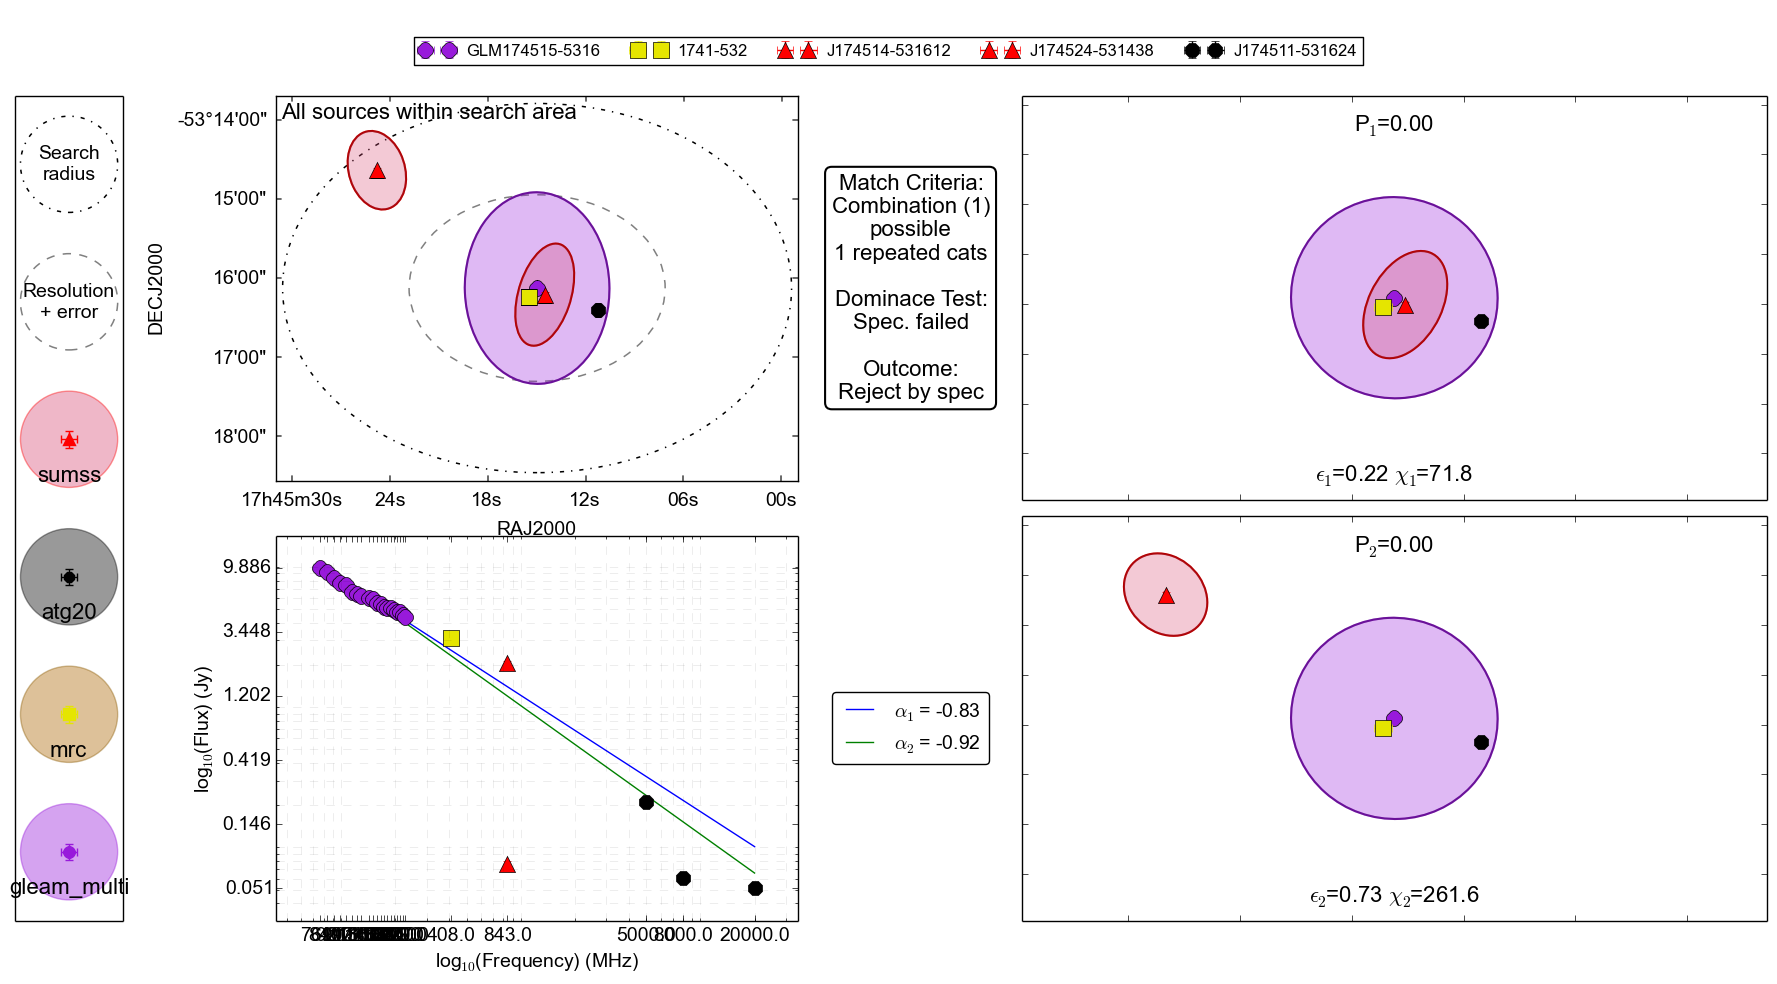 GLM174515-5316 1741-532 J174514-531612 J174524-531438 J174511-531624
Search
radius
Resolution
+ error
sumss
atg20
mrc
gleam_multi
All sources within search area
DECJ2000
-53°14'00"
15'00"
16'00"
17'00"
18'00"
17h45m30s 24s 18s 12s 06s 00s
RAJ2000
Match Criteria:
Combination (1)
possible
1 repeated cats
Dominace Test:
Spec. failed
Outcome:
Reject by spec
P1=0.00
ϵ1=0.22 χ1=71.8
log10(Flux) (Jy)
9.886
3.448
1.202
0.419
0.146
0.051
408.0 843.0 5000.0 8000.0 20000.0
log10(Frequency) (MHz)
α1 = -0.83
α2 = -0.92
P2=0.00
ϵ2=0.73 χ2=261.6